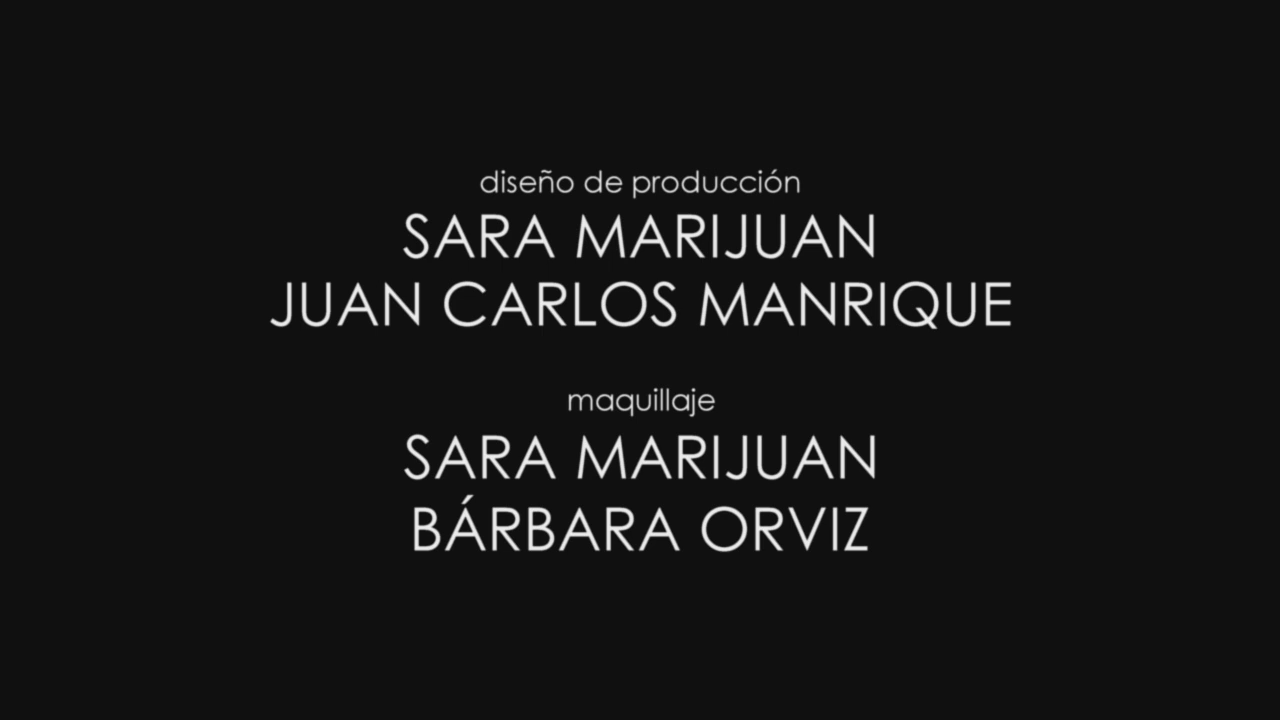 diseño de producción
SARA MARIJUAN
JUAN CARLOS MANRIQUE
maquillaje
SARA MARIJUAN
BÁRBARA ORVIZ